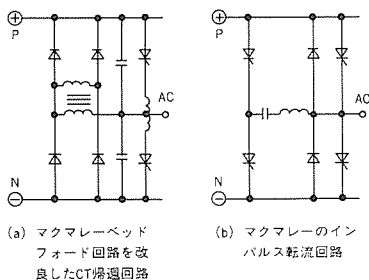 P
AC
N
(a) マクマレーベッド
フォード回路を改
良したCT帰還回路
P
AC
N
(b) マクマレーのイン
パルス転流回路